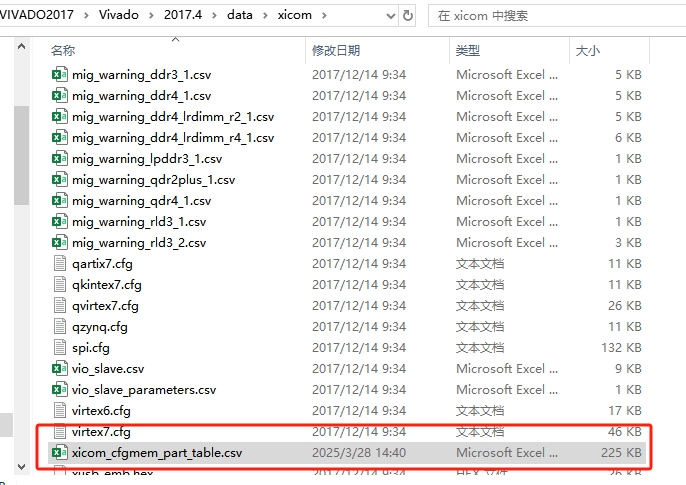 VIVADO2017 › Vivado › 2017.4 › data › xicom › 在 xicom 中搜索
名称 修改日期 类型 大小
mig_warning_ddr3_1.csv 2017/12/14 9:34 Microsoft Excel ... 5 KB
mig_warning_ddr4_1.csv 2017/12/14 9:34 Microsoft Excel ... 5 KB
mig_warning_ddr4_lrdimm_r2_1.csv 2017/12/14 9:34 Microsoft Excel ... 5 KB
mig_warning_ddr4_lrdimm_r4_1.csv 2017/12/14 9:34 Microsoft Excel ... 6 KB
mig_warning_lpddr3_1.csv 2017/12/14 9:34 Microsoft Excel ... 1 KB
mig_warning_qdr2plus_1.csv 2017/12/14 9:34 Microsoft Excel ... 1 KB
mig_warning_qdr4_1.csv 2017/12/14 9:34 Microsoft Excel ... 1 KB
mig_warning_rld3_1.csv 2017/12/14 9:34 Microsoft Excel ... 1 KB
mig_warning_rld3_2.csv 2017/12/14 9:34 Microsoft Excel ... 3 KB
qartix7.cfg 2017/12/14 9:34 文本文档 11 KB
qkintex7.cfg 2017/12/14 9:34 文本文档 11 KB
qvirtex7.cfg 2017/12/14 9:34 文本文档 26 KB
qzynq.cfg 2017/12/14 9:34 文本文档 11 KB
spi.cfg 2017/12/14 9:34 文本文档 132 KB
vio_slave.csv 2017/12/14 9:34 Microsoft Excel ... 9 KB
vio_slave_parameters.csv 2017/12/14 9:34 Microsoft Excel ... 1 KB
virtex6.cfg 2017/12/14 9:34 文本文档 17 KB
virtex7.cfg 2017/12/14 9:34 文本文档 46 KB
xicom_cfgmem_part_table.csv 2025/3/28 14:40 Microsoft Excel ... 225 KB
xusb_emb.hex 2017/12/14 9:34 HEX 文件